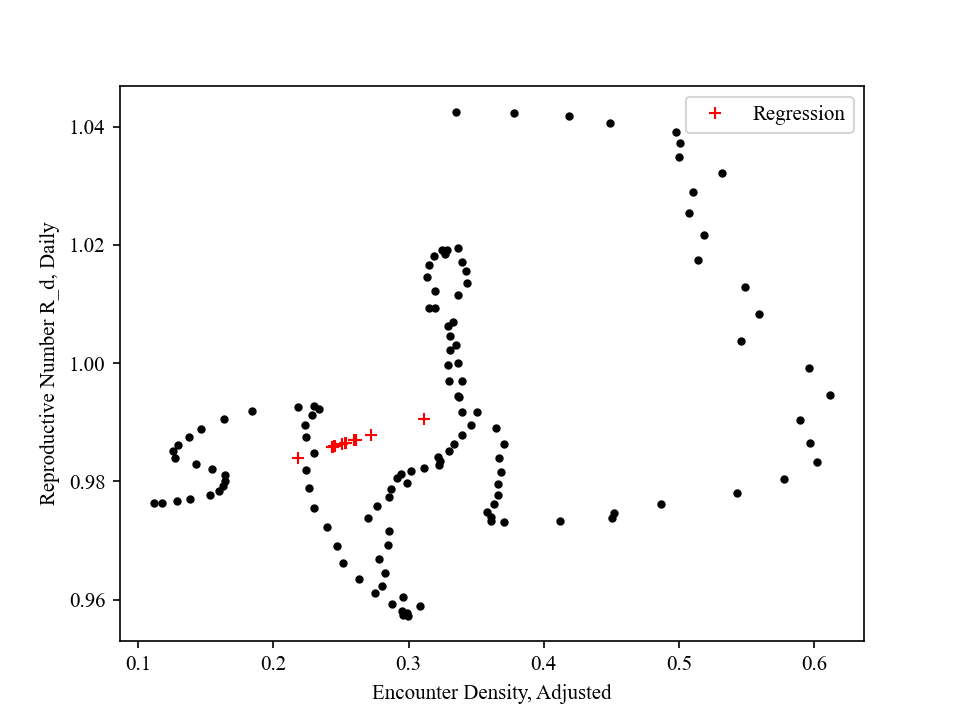 Regression
1.04
1.02
1.00
0.98
0.96
Reproductive Number R_d, Daily
0.1 0.2 0.3 0.4 0.5 0.6
Encounter Density, Adjusted